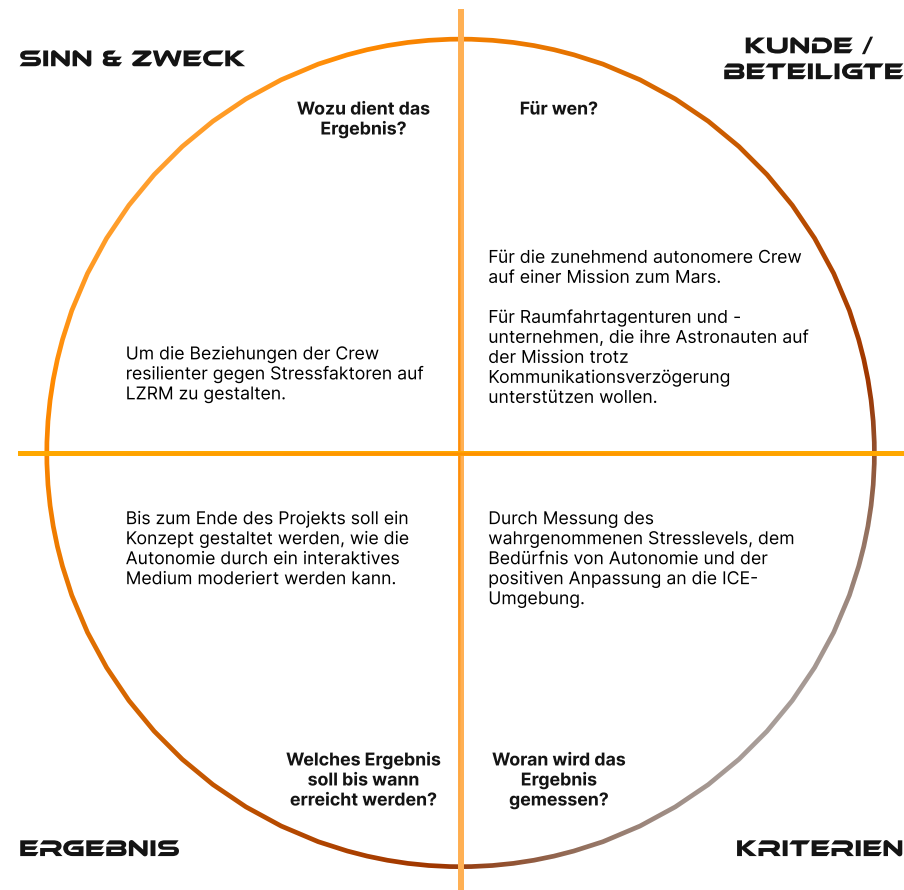 SINN & ZWECK
KUNDE /
BETEILIGTE
Wozu dient das
Ergebnis?
Für wen?
Um die Beziehungen der Crew
resilienter gegen Stressfaktoren auf
LZRM zu gestalten.
Für die zunehmend autonomere Crew
auf einer Mission zum Mars.
Für Raumfahrtagenturen und -
unternehmen, die ihre Astronauten auf
der Mission trotz
Kommunikationsverzögerung
unterstützen wollen.
Bis zum Ende des Projekts soll ein
Konzept gestaltet werden, wie die
Autonomie durch ein interaktives
Medium moderiert werden kann.
Durch Messung des
wahrgenommenen Stresslevels, dem
Bedürfnis von Autonomie und der
positiven Anpassung an die ICE-
Umgebung.
Welches Ergebnis
soll bis wann
erreicht werden?
Woran wird das
Ergebnis
gemessen?
ERGEBNIS
KRITERIEN